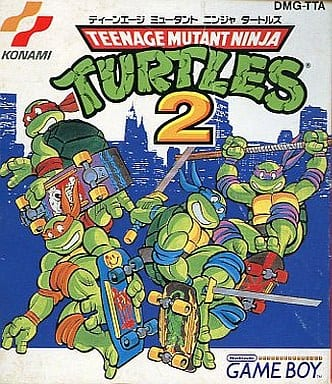 DMG-TTA
KONAMI
ティーンエージ ミュータント ニンジャ タートルズ
TEENAGE MUTANT NINJA
TURTLES®
2
Nintendo
GAME BOY™